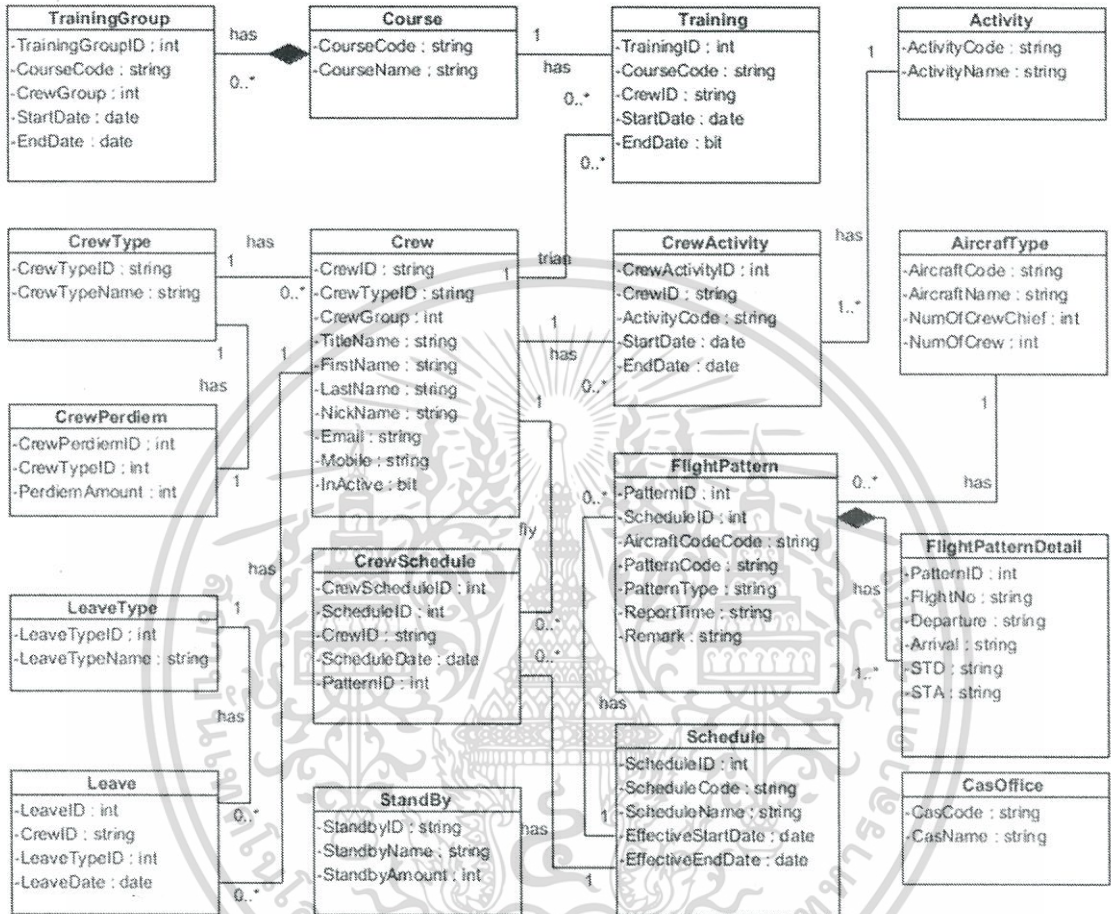 TrainingGroup
-TrainingGroupID : int
-CourseCode : string
-CrewGroup : int
-StartDate : date
-EndDate : date
has
0..*
Course
-CourseCode : string
-CourseName : string
1
has
0..*
Training
-TrainingID : int
-CourseCode : string
-CrewID : string
-StartDate : date
-EndDate : bit
0..*
Activity
-ActivityCode : string
-ActivityName : string
1
CrewType
-CrewTypeID : string
-CrewTypeName : string
has
1
0..*
1
has
Crew
-CrewID : string
-CrewTypeID : string
-CrewGroup : int
-TitleName : string
-FirstName : string
-LastName : string
-NickName : string
-Email : string
-Mobile : string
-InActive : bit
1
trian
1
has
0..*
1
1
CrewActivity
-CrewActivityID : int
-CrewID : string
-ActivityCode : string
-StartDate : date
-EndDate : date
has
1..*
AircrafType
-AircraftCode : string
-AircraftName : string
-NumOfCrewChief : int
-NumOfCrew : int
1
has
0..*
CrewPerdiem
-CrewPerdiemID : int
-CrewTypeID : int
-PerdiemAmount : int
1
FlightPattern
-PatternID : int
-ScheduleID : int
-AircraftCodeCode : string
-PatternCode : string
-PatternType : string
-ReportTime : string
-Remark : string
0..*
fly
has
1..*
FlightPatternDetail
-PatternID : int
-FlightNo : string
-Departure : string
-Arrival : string
-STD : string
-STA : string
CrewSchedule
-CrewScheduleID : int
-ScheduleID : int
-CrewID : string
-ScheduleDate : date
-PatternID : int
0..*
0..*
has
LeaveType
-LeaveTypeID : int
-LeaveTypeName : string
has
1
has
Schedule
-ScheduleID : int
-ScheduleCode : string
-ScheduleName : string
-EffectiveStartDate : date
-EffectiveEndDate : date
1
has
1
Leave
-LeaveID : int
-CrewID : string
-LeaveTypeID : int
-LeaveDate : date
0..*
0..*
StandBy
-StandbyID : string
-StandbyName : string
-StandbyAmount : int
CasOffice
-CasCode : string
-CasName : string